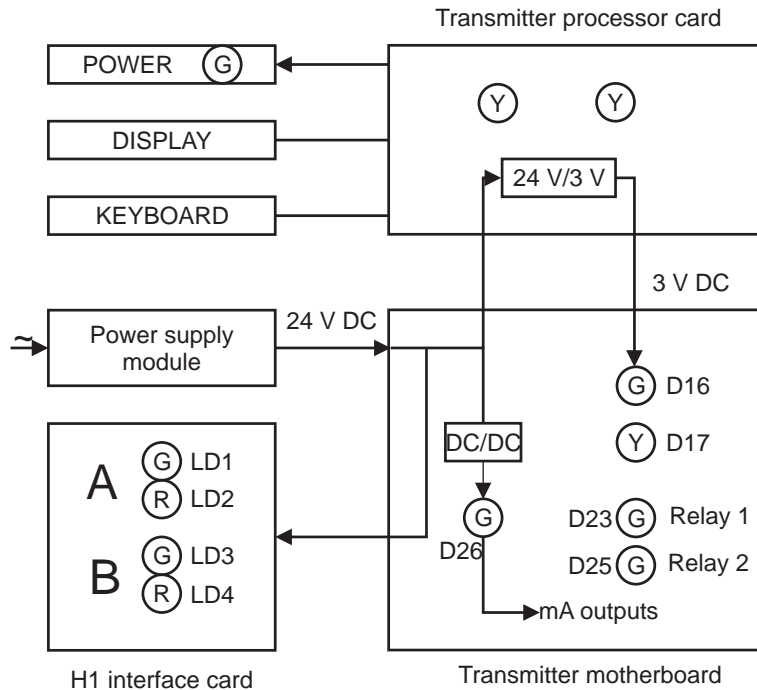 Transmitter processor card
POWER G
Y Y
DISPLAY
24 V/3 V
KEYBOARD
3 V DC
24 V DC
~
Power supply
module
G D16
DC/DC
Y D17
A
G LD1
R LD2
G
D26
D23 G Relay 1
B
G LD3
R LD4
D25 G Relay 2
mA outputs
H1 interface card
Transmitter motherboard